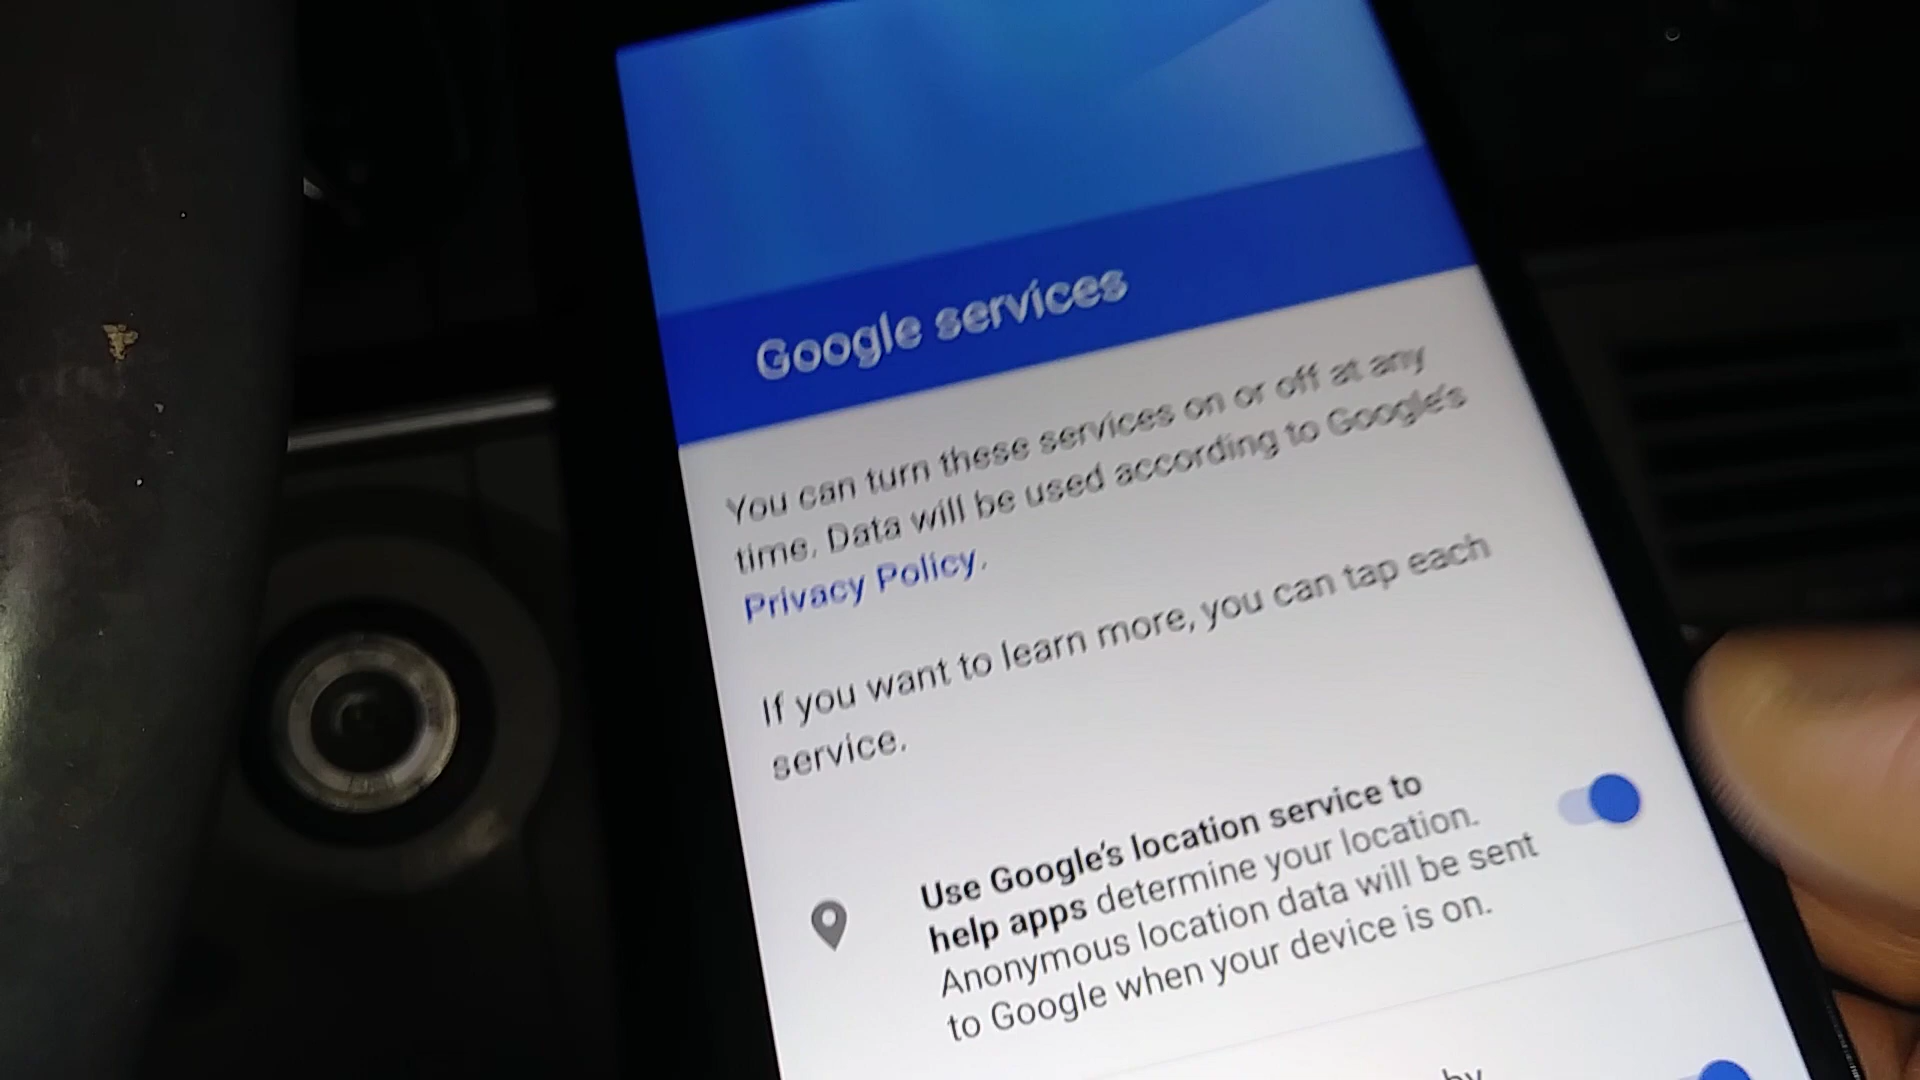 Google services
You can turn these services on or off at any
time. Data will be used according to Google's
Privacy Policy.
If you want to learn more, you can tap each
service.
Use Google's location service to
help apps determine your location.
Anonymous location data will be sent
to Google when your device is on.
by